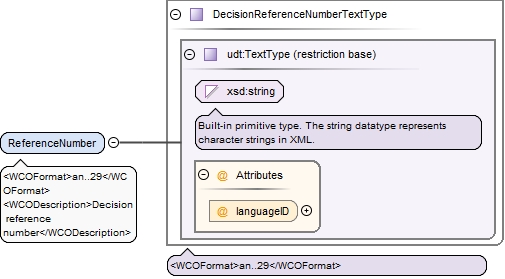 DecisionReferenceNumberTextType
udt:TextType (restriction base)
xsd:string
Built-in primitive type. The string datatype represents
character strings in XML.
ReferenceNumber
<WCOFormat>an..29</WC
OFormat>
<WCODescription>Decision
reference
number</WCODescription>
@ Attributes
@ languageID
<WCOFormat>an..29</WCOFormat>